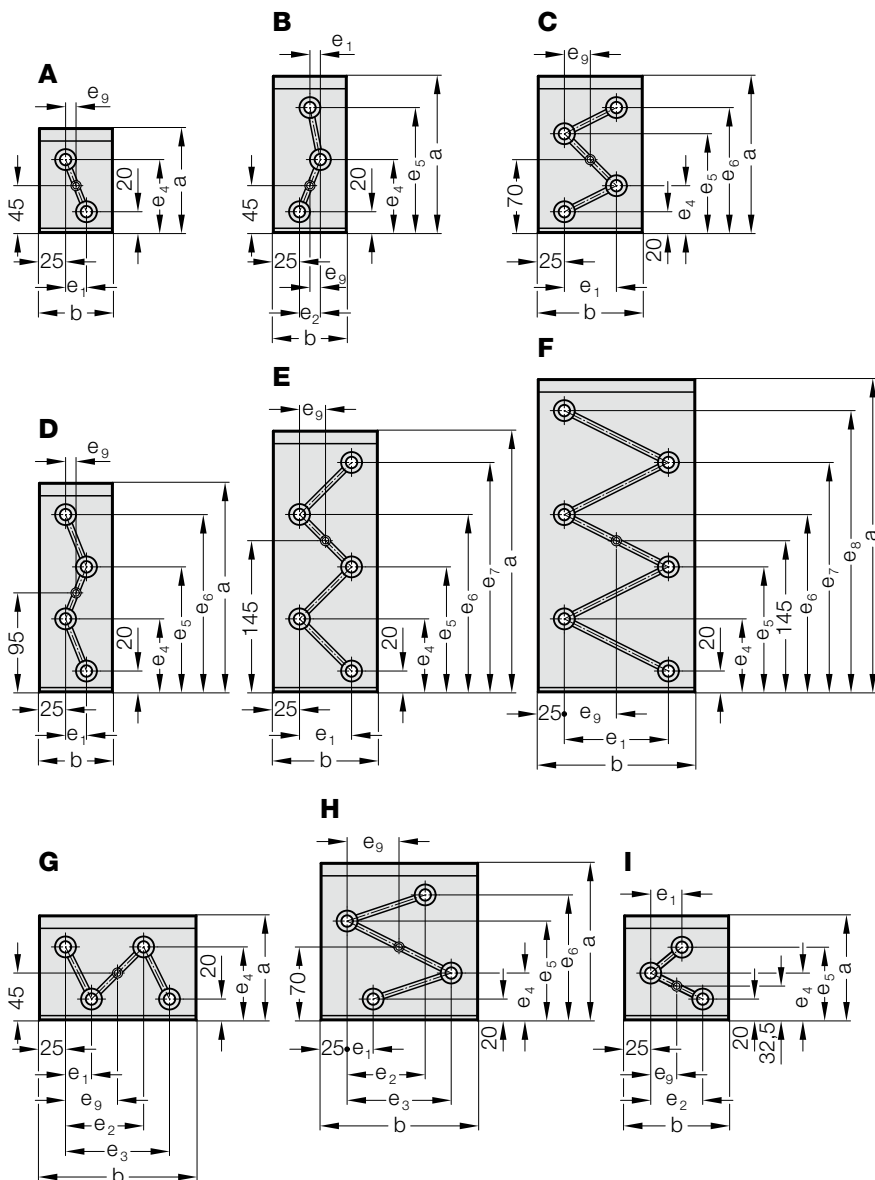 A
e₉
45
20
e₄
a
25
e₁
b
B
e₁
45
20
e₄
e₅
a
25
e₉
e₂
b
C
e₉
70
e₄
20
e₅
e₆
a
25
e₁
b
D
e₉
95
20
e₄
e₅
e₆
a
25
e₁
b
E
e₉
145
20
e₄
e₅
e₆
e₇
a
25
e₁
b
F
20
e₄
e₅
145
e₆
e₇
e₈
a
25
e₉
e₁
b
G
45
20
e₄
a
25
e₁
e₉
e₂
e₃
b
H
e₉
70
20
e₄
e₅
e₆
a
25
e₁
e₂
e₃
b
I
e₁
20
32,5
e₄
e₅
a
25
e₉
e₂
b